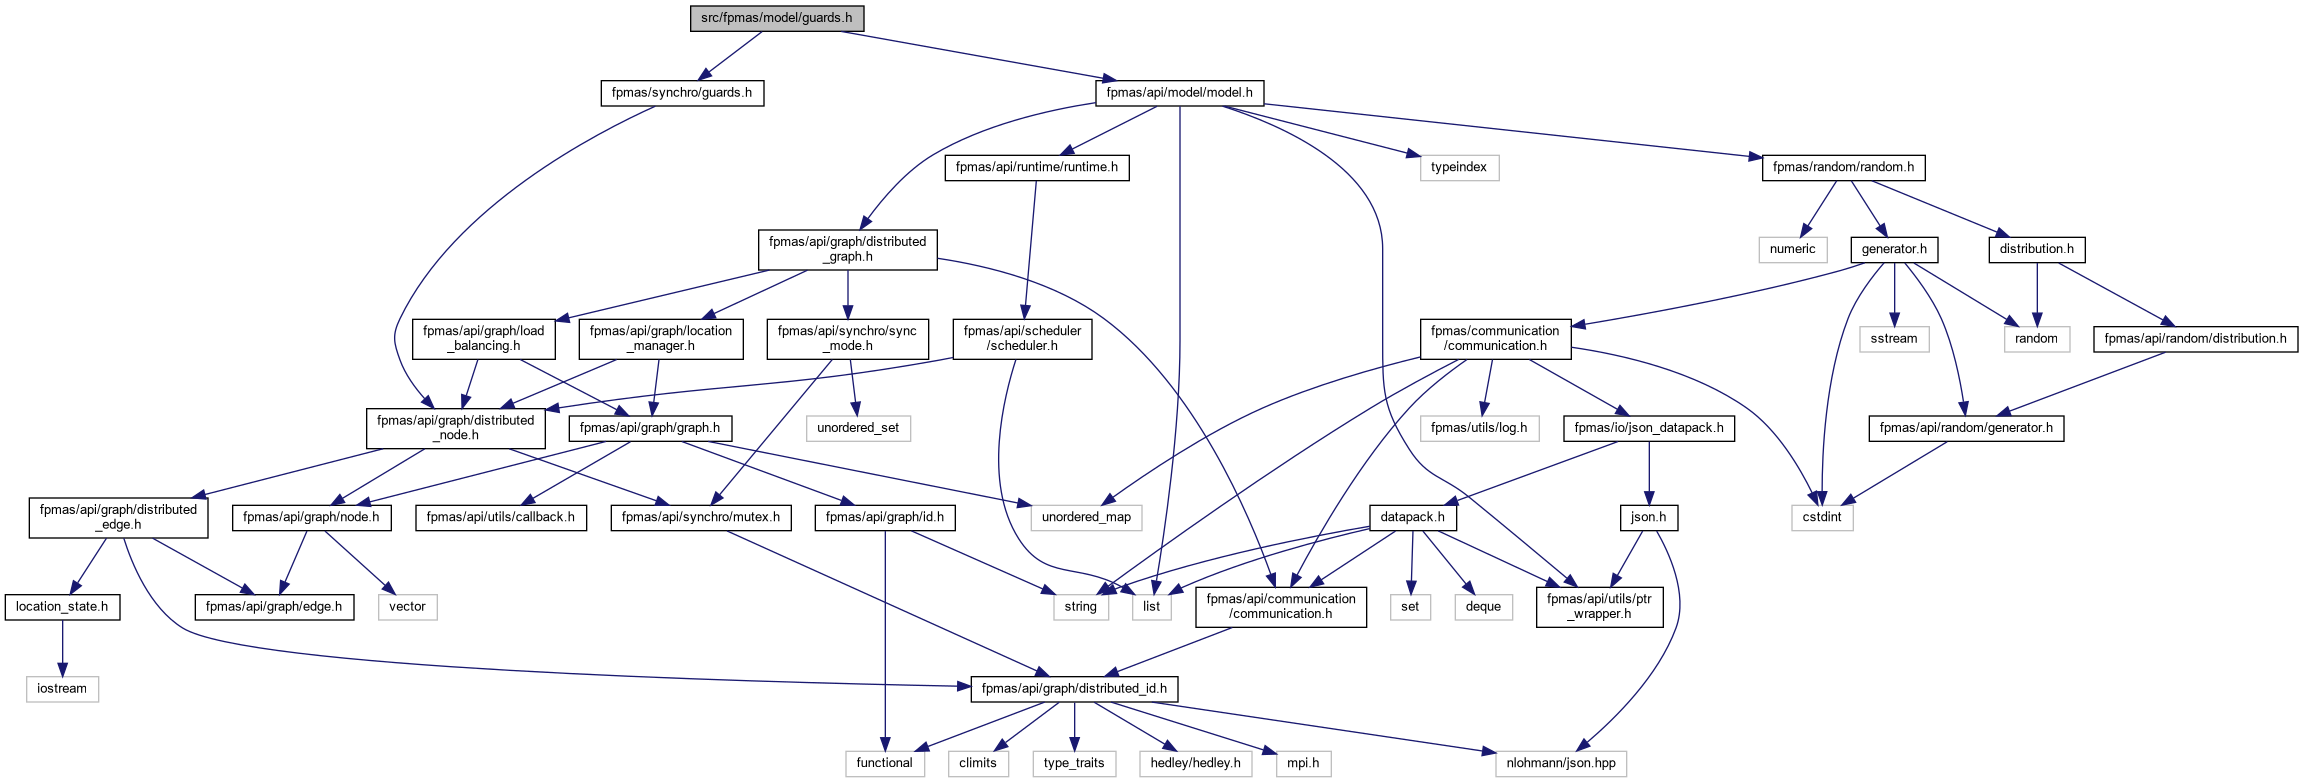 src/fpmas/model/guards.h
fpmas/synchro/guards.h
fpmas/api/model/model.h
fpmas/api/runtime/runtime.h
typeindex
fpmas/random/random.h
fpmas/api/graph/distributed
_graph.h
numeric
generator.h
distribution.h
fpmas/api/graph/load
_balancing.h
fpmas/api/graph/location
_manager.h
fpmas/api/synchro/sync
_mode.h
fpmas/api/scheduler
/scheduler.h
fpmas/communication
/communication.h
sstream
random
fpmas/api/random/distribution.h
fpmas/api/graph/distributed
_node.h
fpmas/api/graph/graph.h
unordered_set
fpmas/utils/log.h
fpmas/io/json_datapack.h
fpmas/api/random/generator.h
fpmas/api/graph/distributed
_edge.h
fpmas/api/graph/node.h
fpmas/api/utils/callback.h
fpmas/api/synchro/mutex.h
fpmas/api/graph/id.h
unordered_map
datapack.h
json.h
cstdint
location_state.h
fpmas/api/graph/edge.h
vector
string
list
fpmas/api/communication
/communication.h
set
deque
fpmas/api/utils/ptr
_wrapper.h
iostream
fpmas/api/graph/distributed_id.h
functional
climits
type_traits
hedley/hedley.h
mpi.h
nlohmann/json.hpp